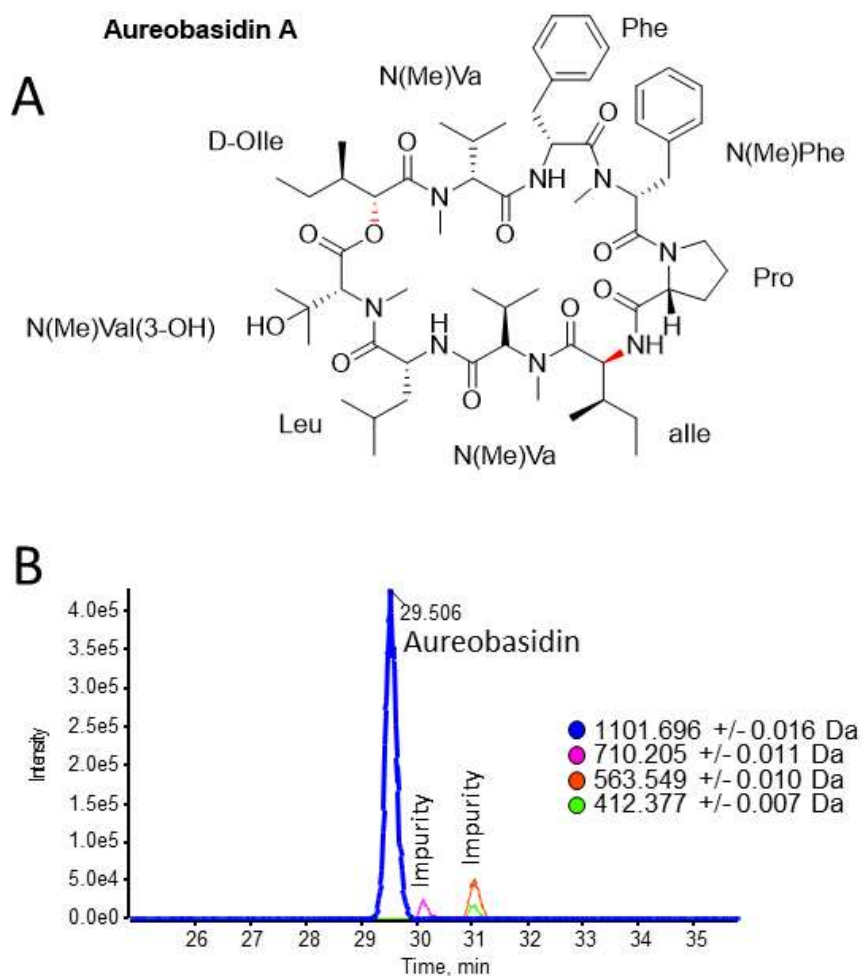 Aureobasidin A
A
Phe
N(Me)Va
D-OIle
N(Me)Phe
O
O
NH
N
N
O
O
O
O
N
Pro
O
O
N
H
N
O
NH
H
N(Me)Val(3-OH)
HO
O
O
N
Leu
N(Me)Va
aIle
B
4.0e5
3.5e5
3.0e5
2.5e5
2.0e5
1.5e5
1.0e5
5.0e4
0.0e0
Intensity
29.506
Aureobasidin
Impurity
Impurity
1101.696 +/- 0.016 Da
710.205 +/- 0.011 Da
563.549 +/- 0.010 Da
412.377 +/- 0.007 Da
26 27 28 29 30 31 32 33 34 35
Time, min